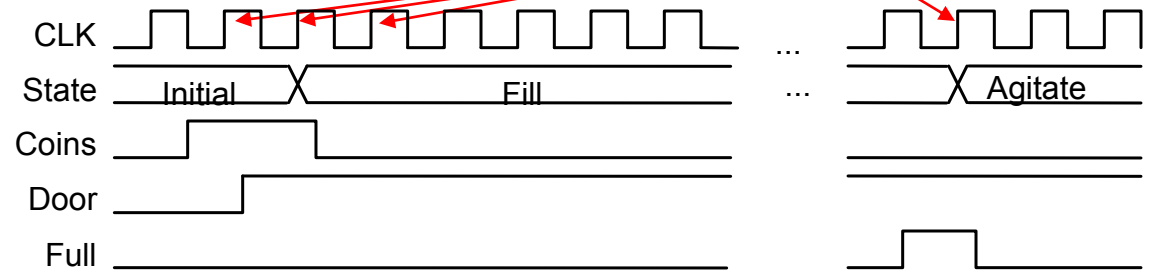 CLK ...
State Initial Fill ... Agitate
Coins
Door
Full